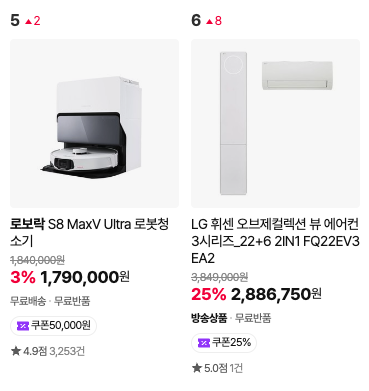 5 ▲2
로보락 S8 MaxV Ultra 로봇청
소기
1,840,000원
3% 1,790,000원
무료배송 · 무료반품
쿠폰50,000원
★ 4.9점 3,253건
6 ▲8
LG 휘센 오브제컬렉션 뷰 에어컨
3시리즈_22+6 2IN1 FQ22EV3
EA2
3,849,000원
25% 2,886,750원
방송상품 · 무료반품
쿠폰25%
★ 5.0점 1건